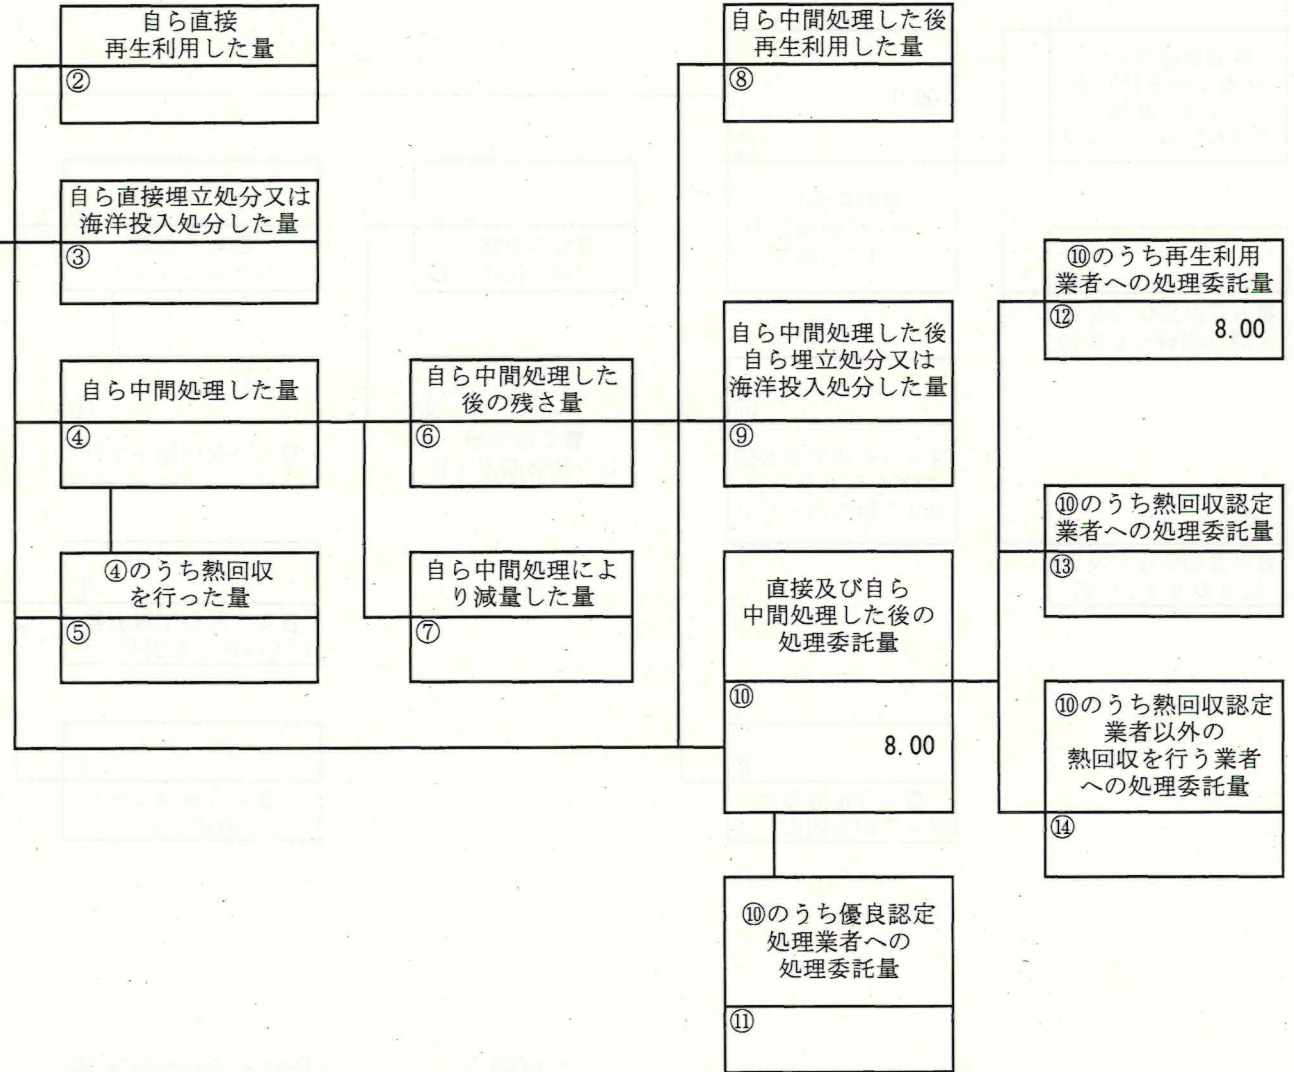 自ら直接
再生利用した量
②
自ら直接埋立処分又は
海洋投入処分した量
③
自ら中間処理した量
④
④のうち熱回収
を行った量
⑤
自ら中間処理した
後の残さ量
⑥
自ら中間処理によ
り減量した量
⑦
自ら中間処理した後
再生利用した量
⑧
自ら中間処理した後
自ら埋立処分又は
海洋投入処分した量
⑨
直接及び自ら
中間処理した後の
処理委託量
⑩
8.00
⑩のうち優良認定
処理業者への
処理委託量
⑪
⑩のうち再生利用
業者への処理委託量
⑫
8.00
⑩のうち熱回収認定
業者への処理委託量
⑬
⑩のうち熱回収認定
業者以外の
熱回収を行う業者
への処理委託量
⑭